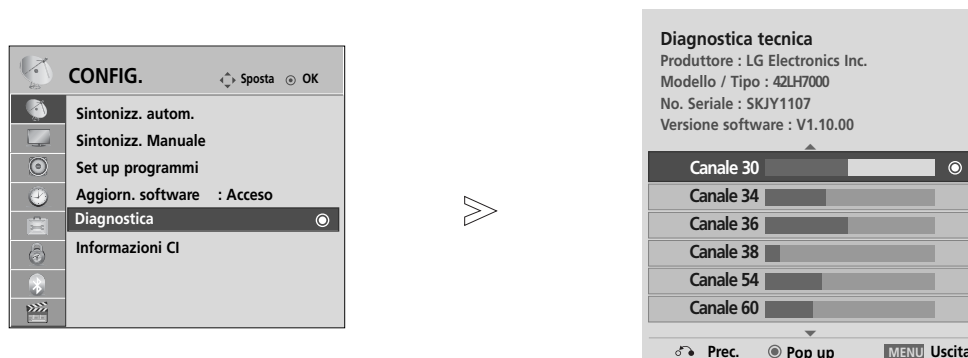 CONFIG.
Sposta OK
Sintonizz. autom.
Sintonizz. Manuale
Set up programmi
Aggiorn. software : Acceso
Diagnostica
Informazioni CI
Diagnostica tecnica
Produttore : LG Electronics Inc.
Modello / Tipo : 42LH7000
No. Seriale : SKJY1107
Versione software : V1.10.00
Canale 30
Canale 34
Canale 36
Canale 38
Canale 54
Canale 60
Prec. Pop up MENU Uscita